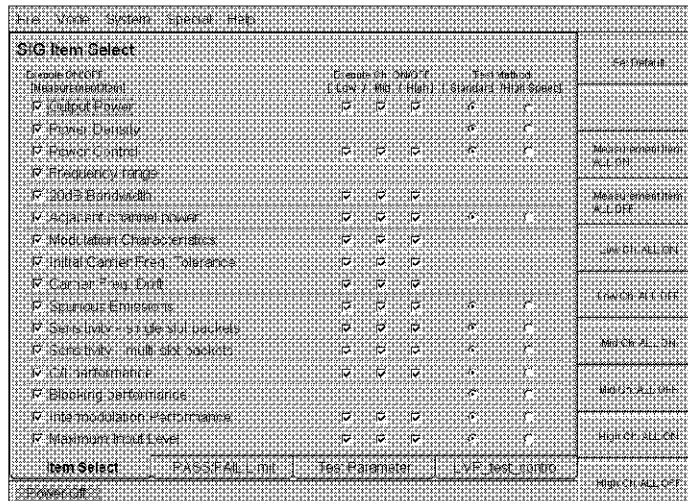 File Mode System Special Help
SIG Item Select
Execute ON/OFF
[Measurement Item]
Execute Ch. ON/OFF
[ Low / Mid. / High ]
Test Method
[ Standard /High Speed]
Output Power
Power Density
Power Control
Frequency range
20dB Bandwidth
Adjacent channel power
Modulation Characteristics
Initial Carrier Freq. Tolerance
Carrier Freq. Drift
Spurious Emissions
Sensitivity - single slot packets
Sensitivity - multi slot packets
C/I performance
Blocking performance
Intermodulation Performance
Maximum Input Level
Item Select
PASS/FAIL Limit
Test Parameter
Power Off
Set Default
Measurement Item
ALL ON
Measurement Item
ALL OFF
Low Ch. ALL ON
Low Ch. ALL OFF
Mid Ch. ALL ON
Mid Ch. ALL OFF
High Ch. ALL ON
High Ch. ALL OFF